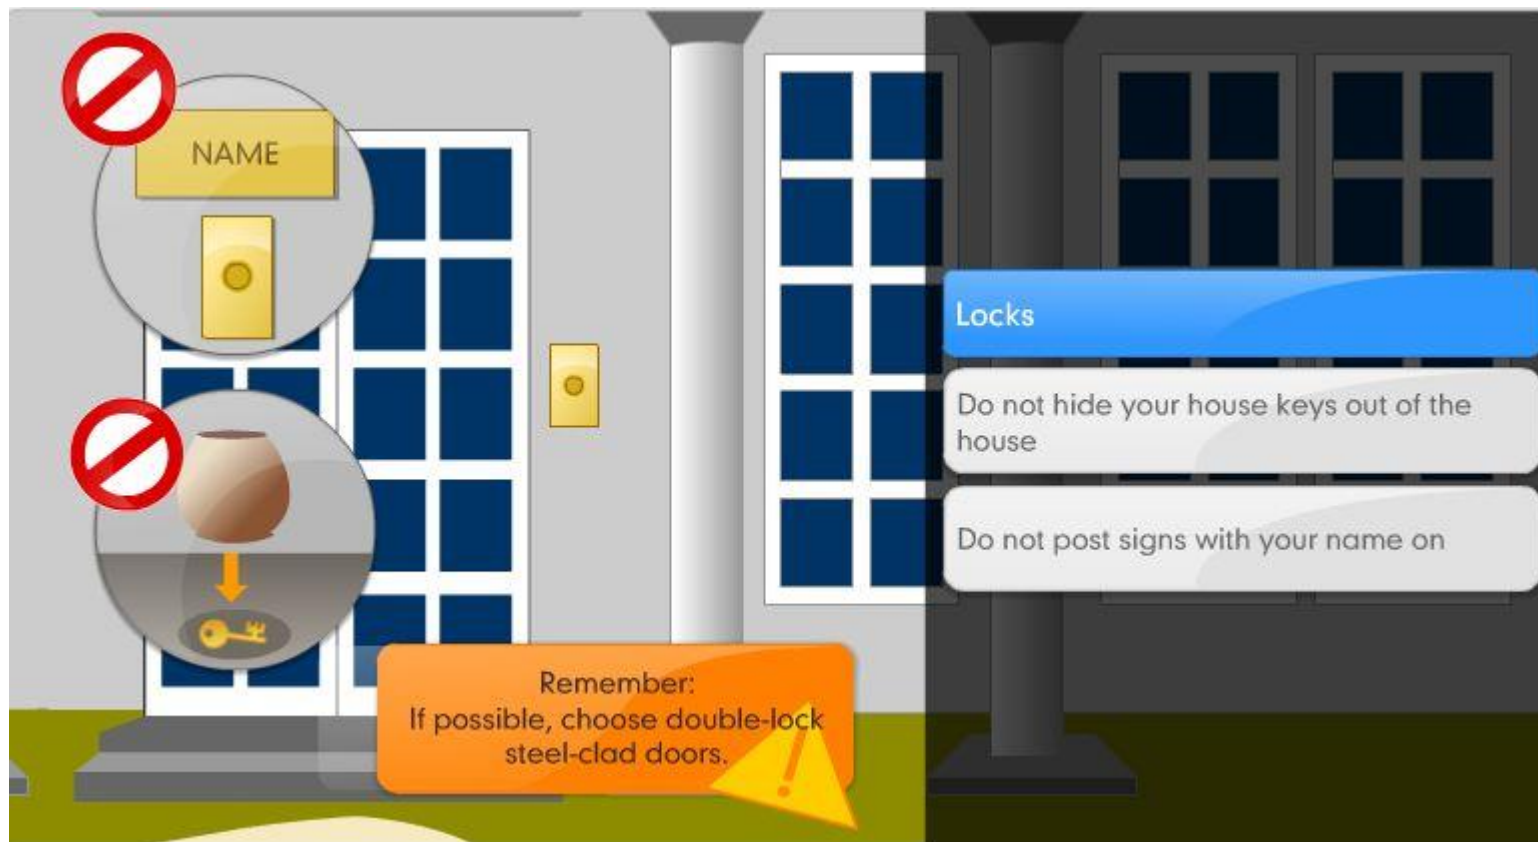 NAME
Locks
Do not hide your house keys out of the
house
Do not post signs with your name on
Remember:
If possible, choose double-lock
steel-clad doors.